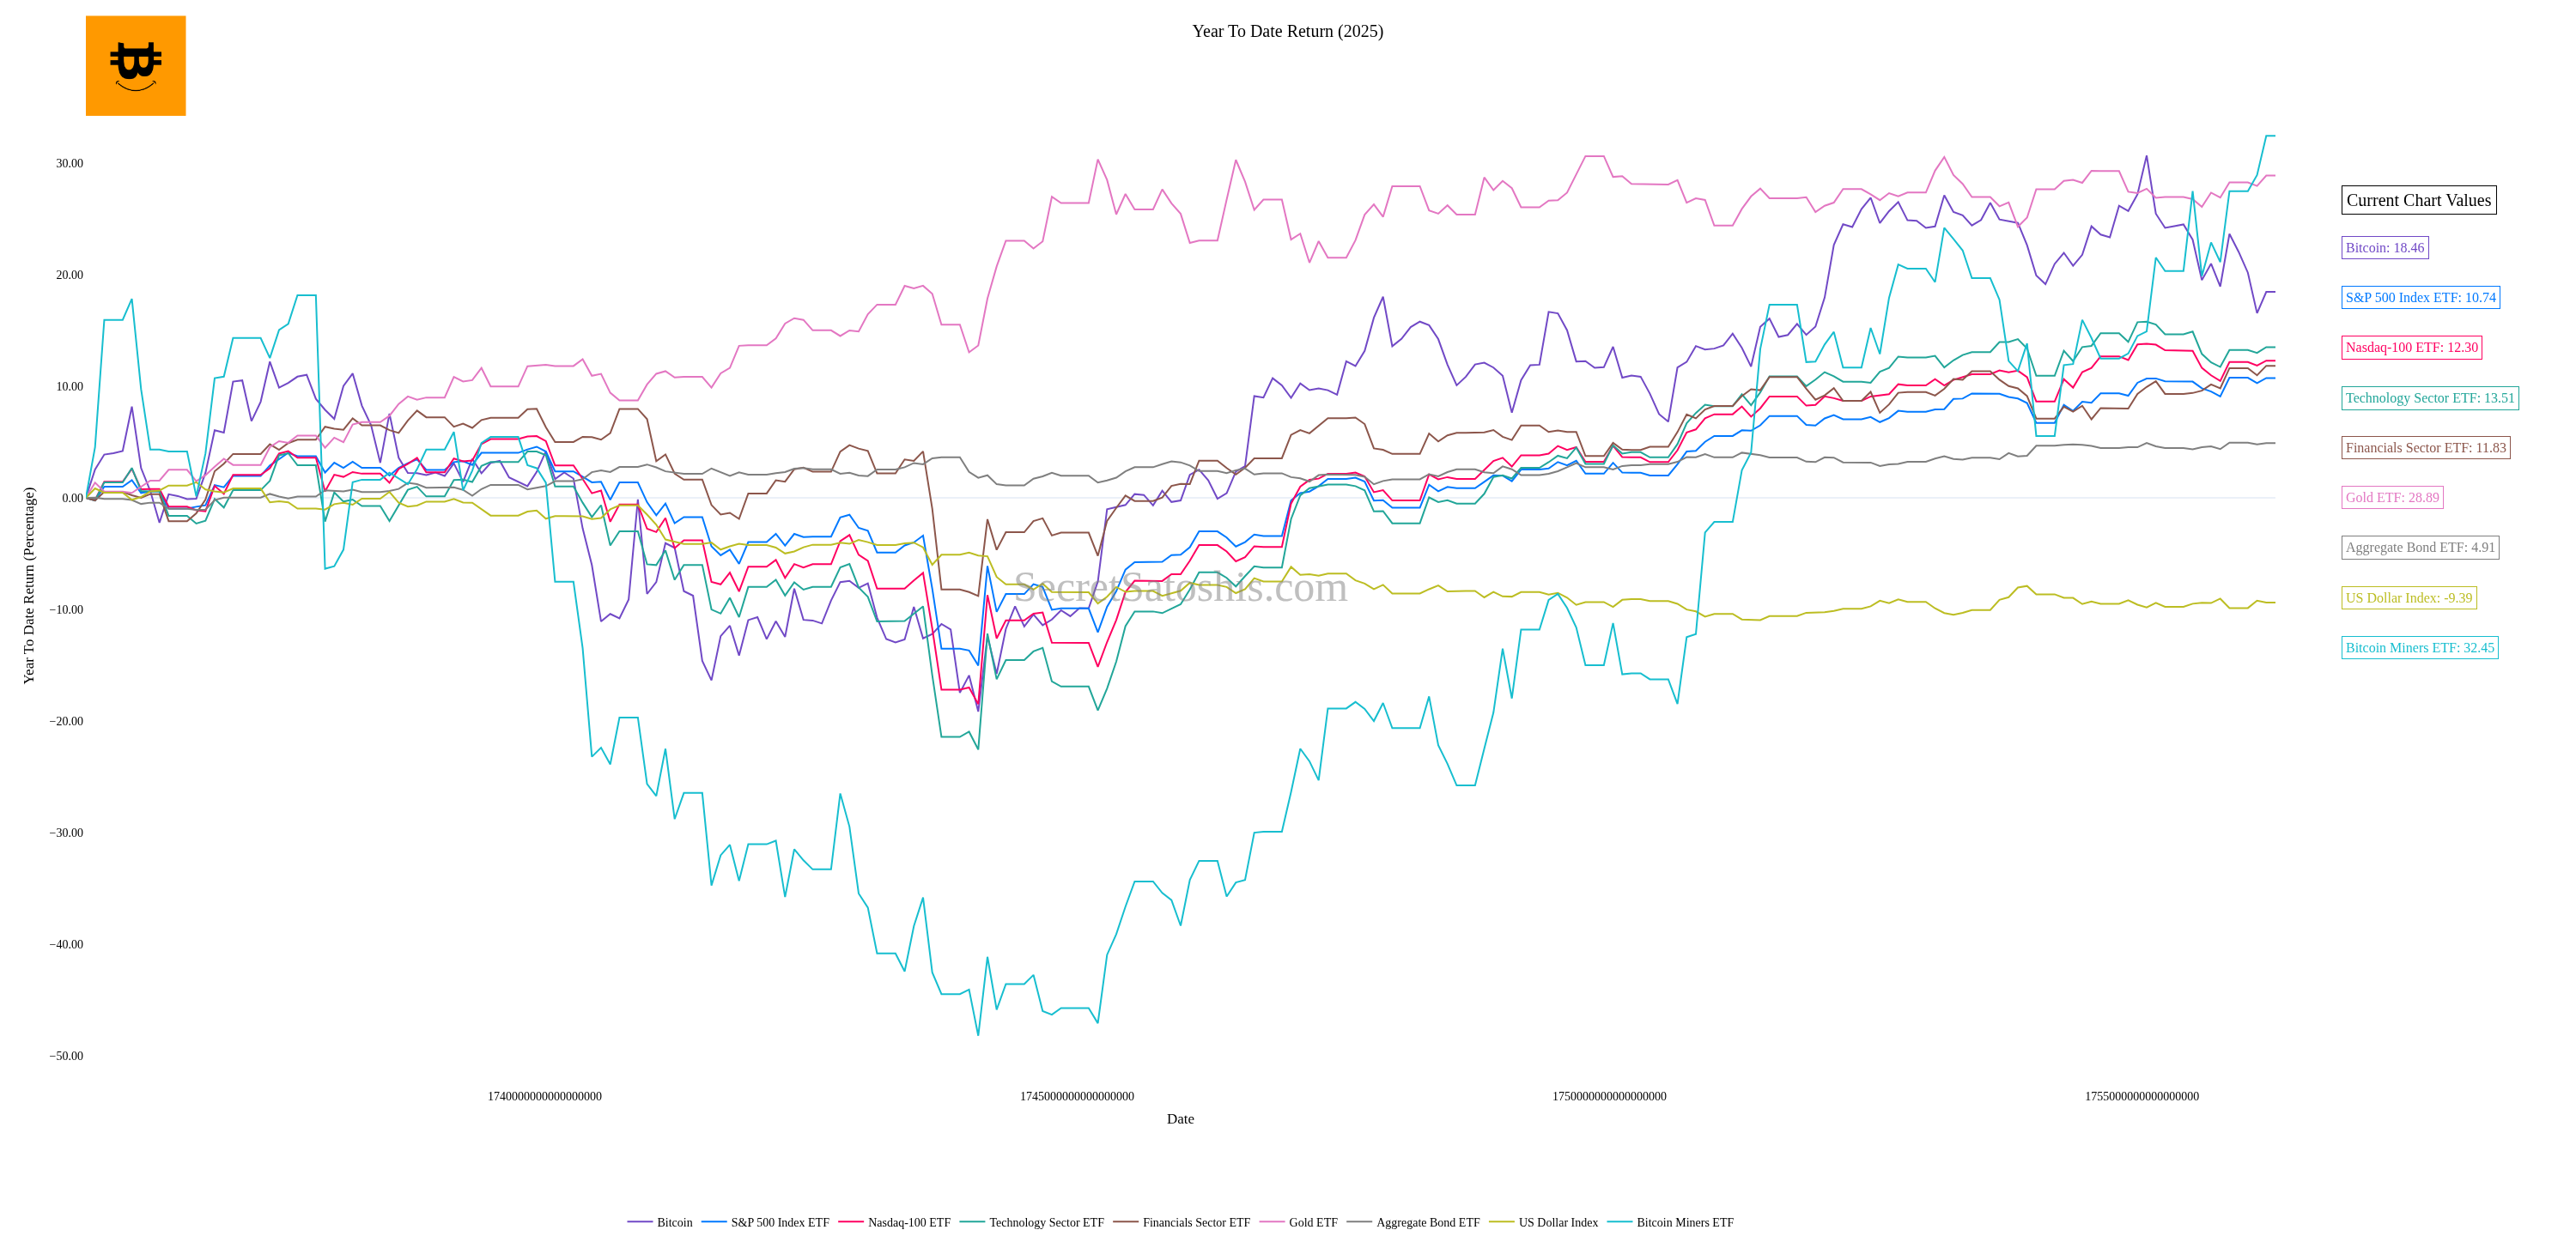 Year To Date Return (2025)
30.00
20.00
10.00
0.00
−10.00
−20.00
−30.00
−40.00
−50.00
Year To Date Return (Percentage)
SecretSatoshis.com
Current Chart Values
Bitcoin: 18.46
S&P 500 Index ETF: 10.74
Nasdaq-100 ETF: 12.30
Technology Sector ETF: 13.51
Financials Sector ETF: 11.83
Gold ETF: 28.89
Aggregate Bond ETF: 4.91
US Dollar Index: -9.39
Bitcoin Miners ETF: 32.45
1740000000000000000 1745000000000000000 1750000000000000000 1755000000000000000
Date
Bitcoin S&P 500 Index ETF Nasdaq-100 ETF Technology Sector ETF Financials Sector ETF Gold ETF Aggregate Bond ETF US Dollar Index Bitcoin Miners ETF